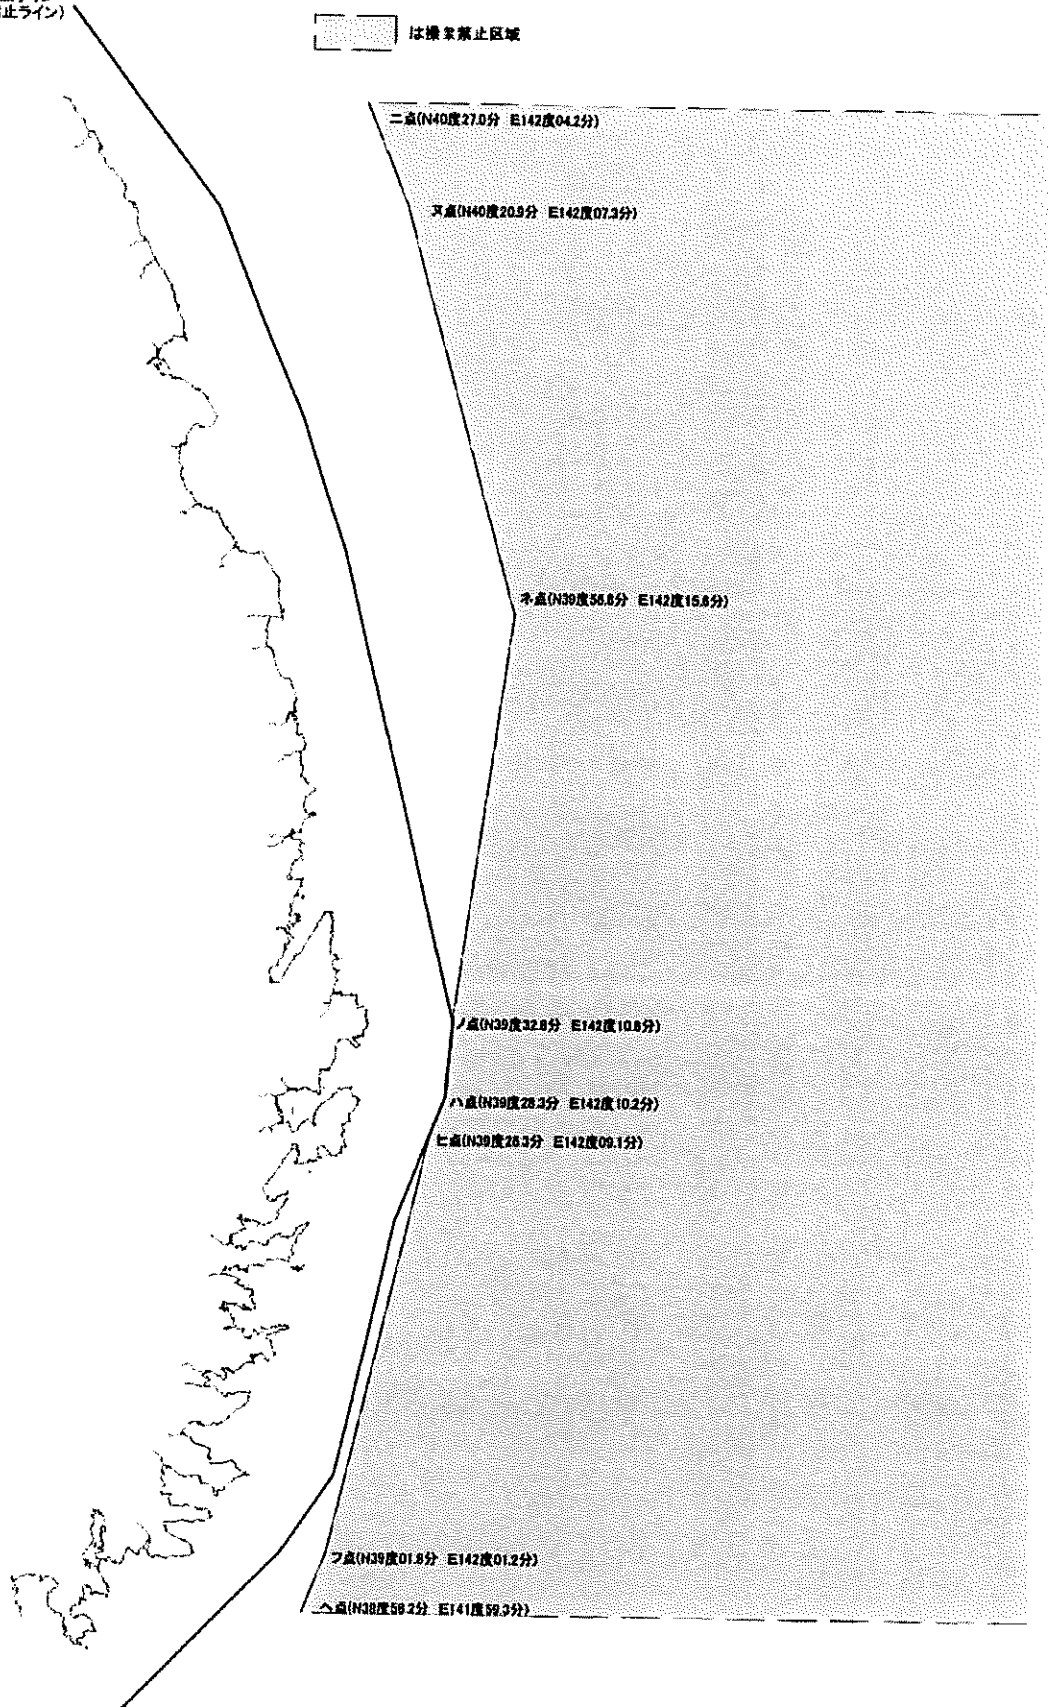 止ライン)
は操業禁止区域
ニ点(N40度27.0分 E142度04.2分)
ヌ点(N40度20.9分 E142度07.3分)
ネ点(N39度56.8分 E142度15.6分)
ノ点(N39度32.8分 E142度10.8分)
ハ点(N39度28.3分 E142度10.2分)
ヒ点(N39度26.3分 E142度09.1分)
フ点(N39度01.8分 E142度01.2分)
ヘ点(N38度58.2分 E141度59.3分)